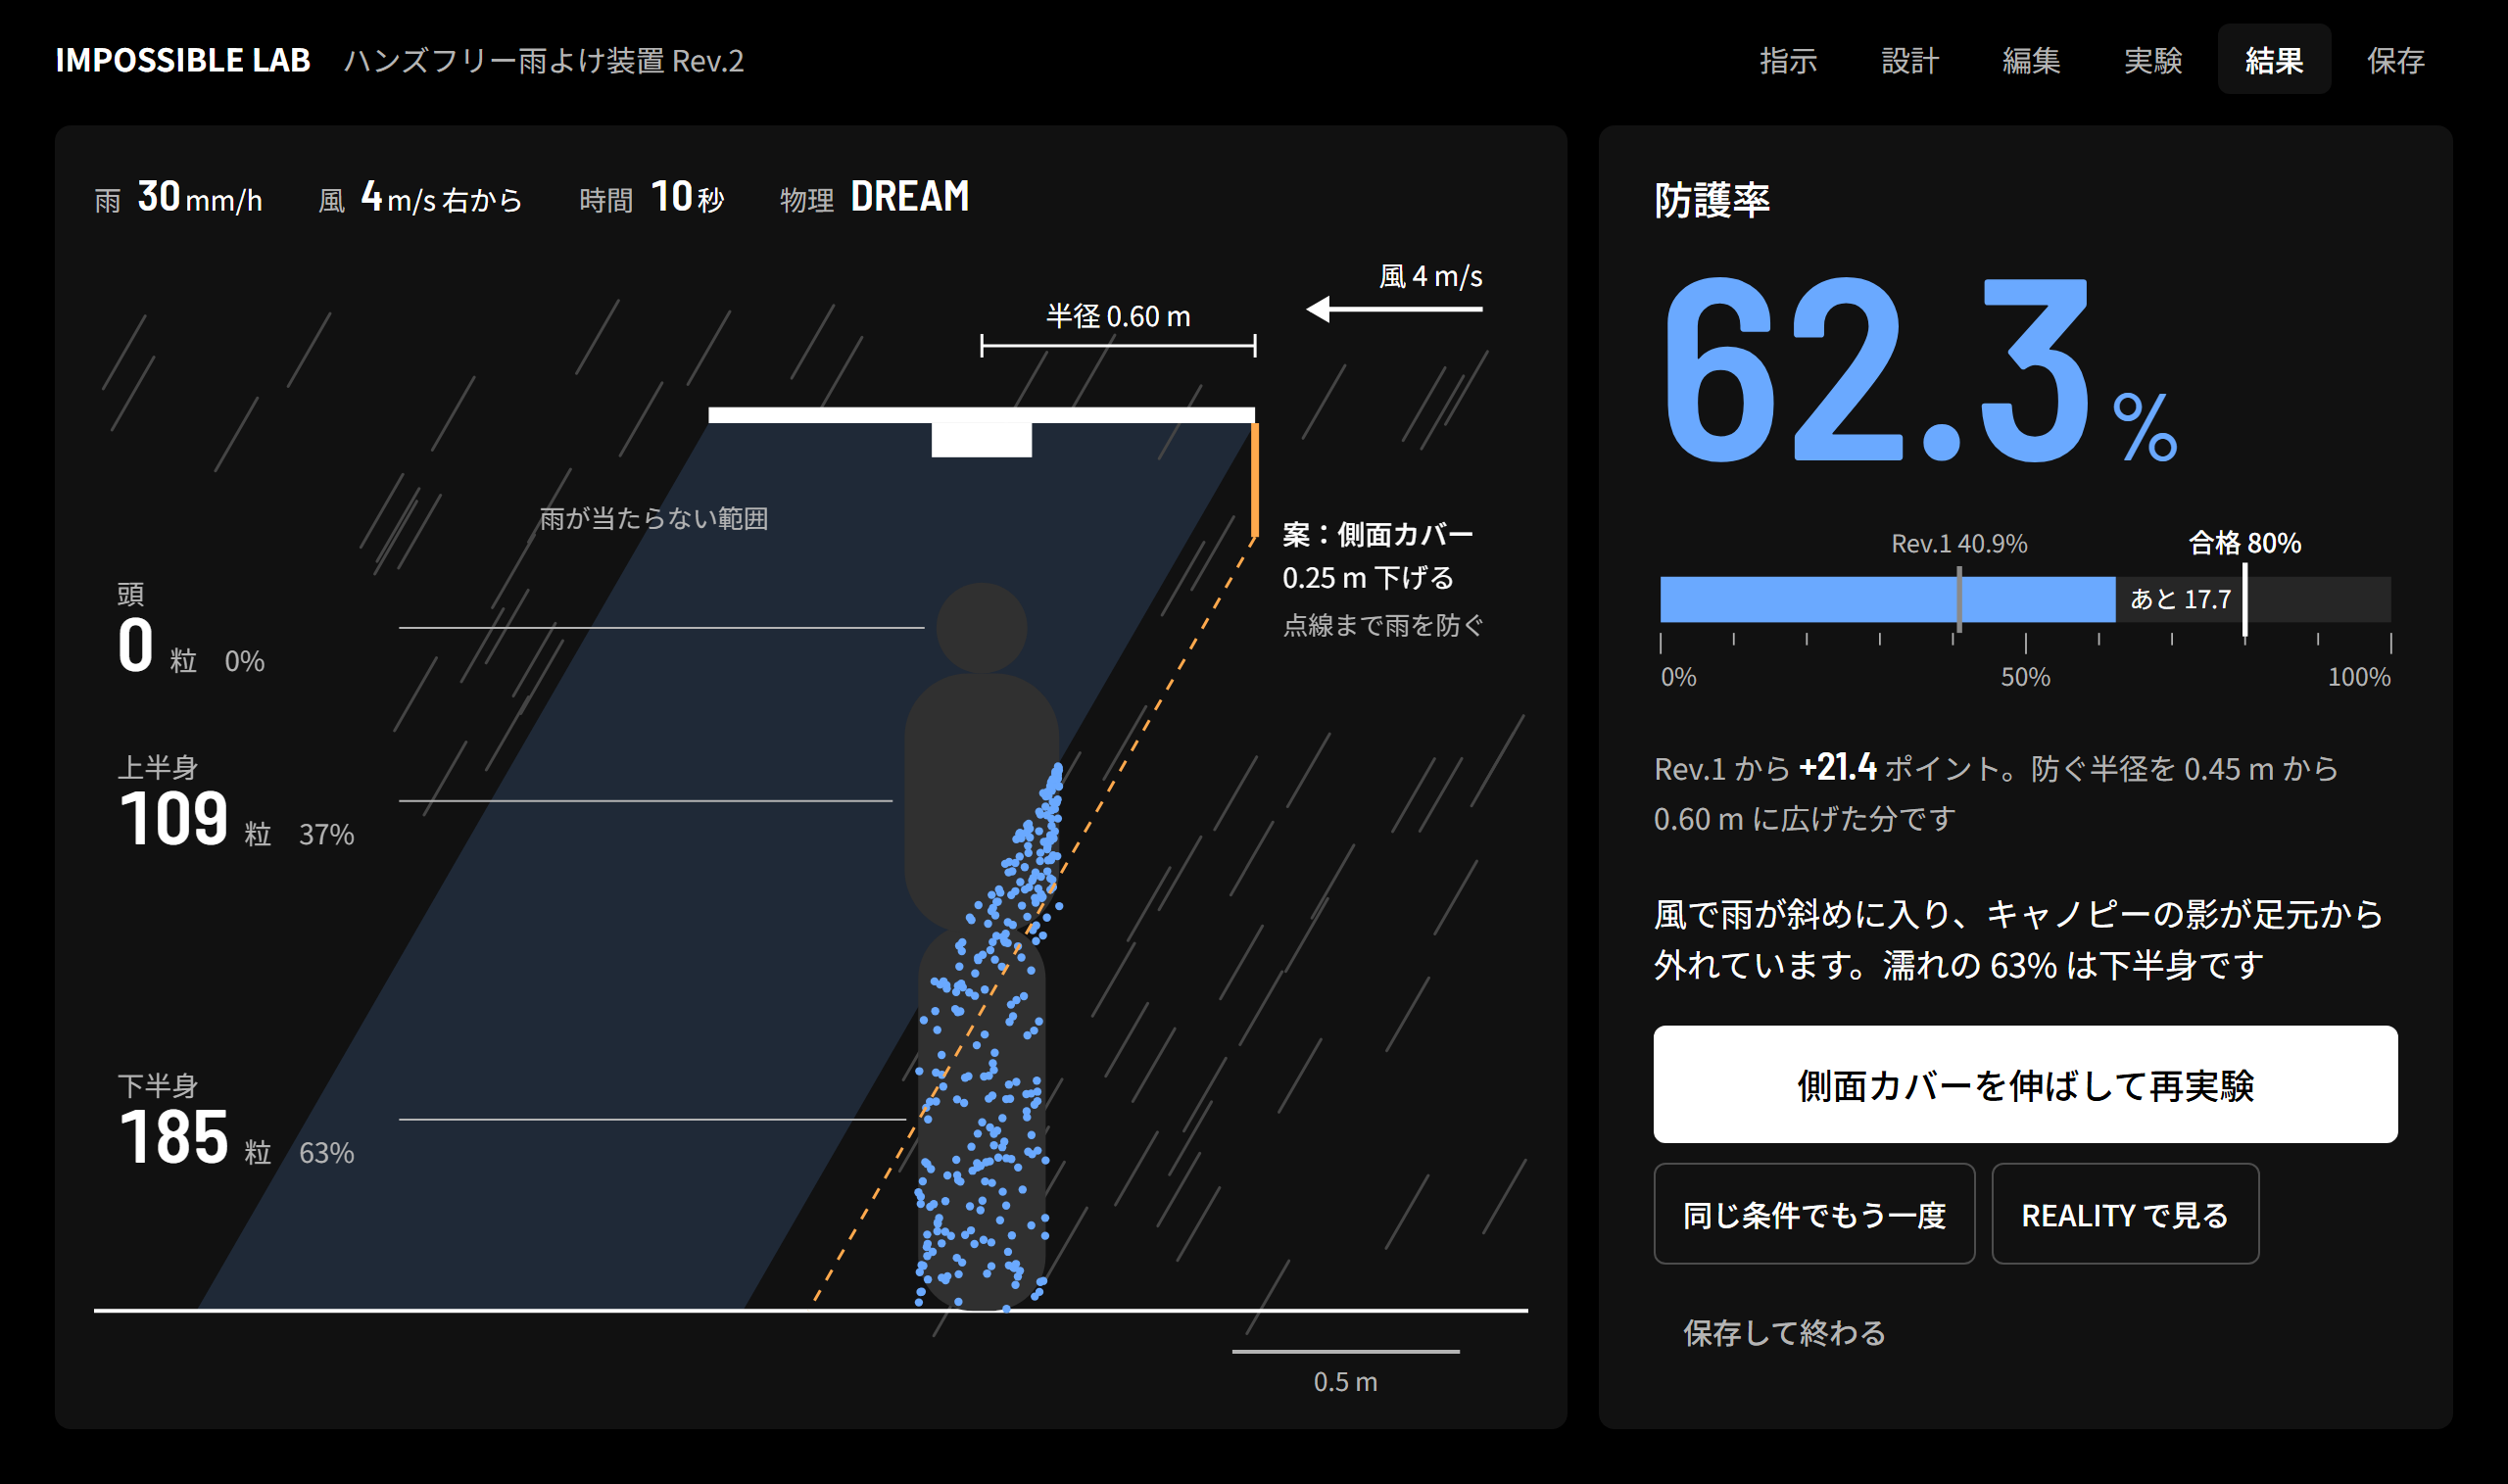 IMPOSSIBLE LAB ハンズフリー雨よけ装置 Rev.2
指示 設計 編集 実験 結果 保存
雨 30 mm/h 風 4 m/s 右から 時間 10 秒 物理 DREAM
風 4 m/s
半径 0.60 m
雨が当たらない範囲
案：側面カバー
0.25 m 下げる
点線まで雨を防ぐ
頭
0 粒 0%
上半身
109 粒 37%
下半身
185 粒 63%
0.5 m
防護率
62.3 %
Rev.1 40.9% 合格 80%
あと 17.7
0% 50% 100%
Rev.1 から +21.4 ポイント。防ぐ半径を 0.45 m から
0.60 m に広げた分です
風で雨が斜めに入り、キャノピーの影が足元から
外れています。濡れの 63% は下半身です
側面カバーを伸ばして再実験
同じ条件でもう一度 REALITY で見る
保存して終わる